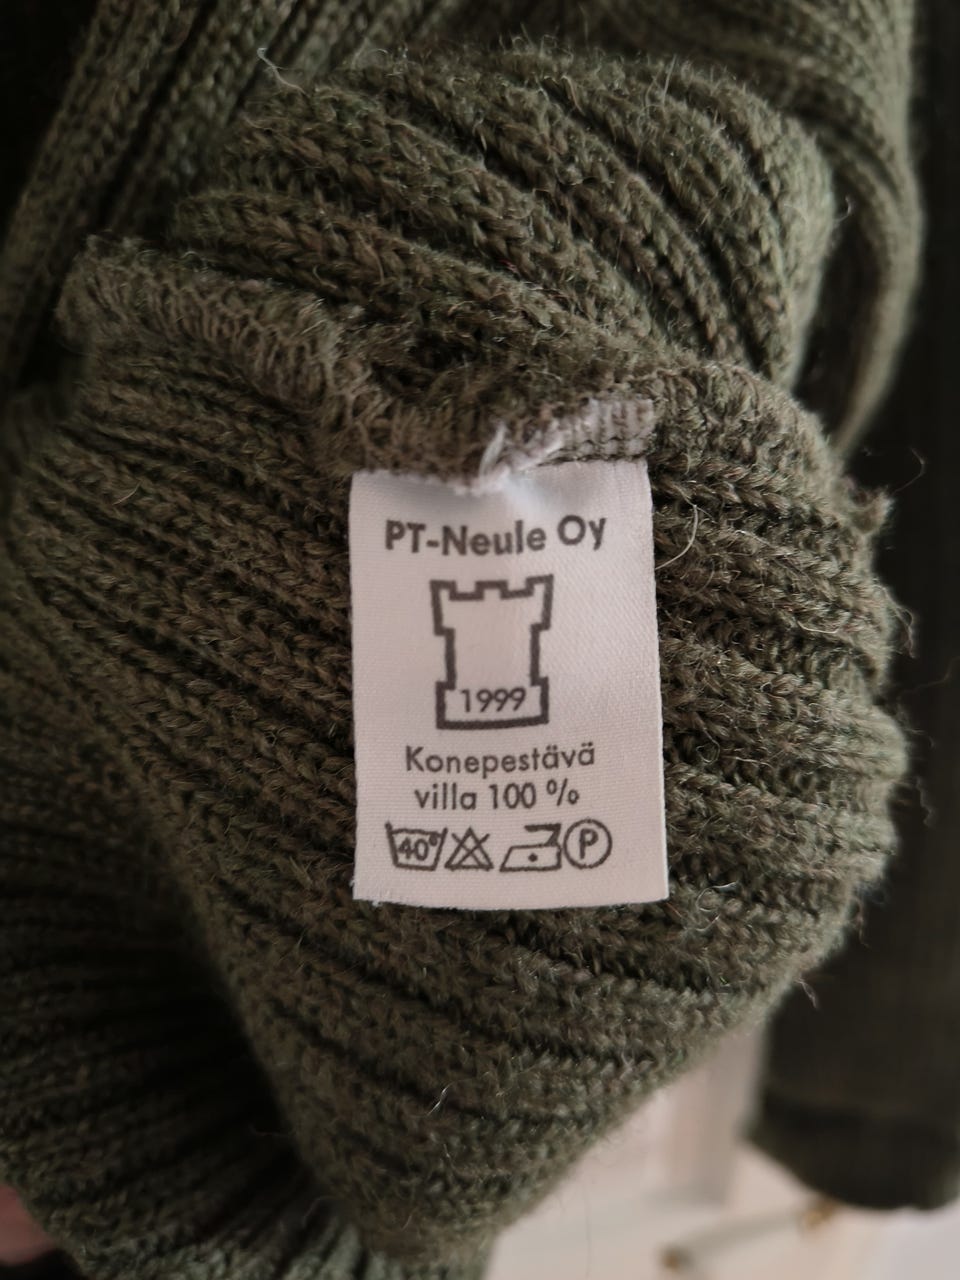 PT-Neule Oy
1999
Konepestävä
villa 100 %
40° P